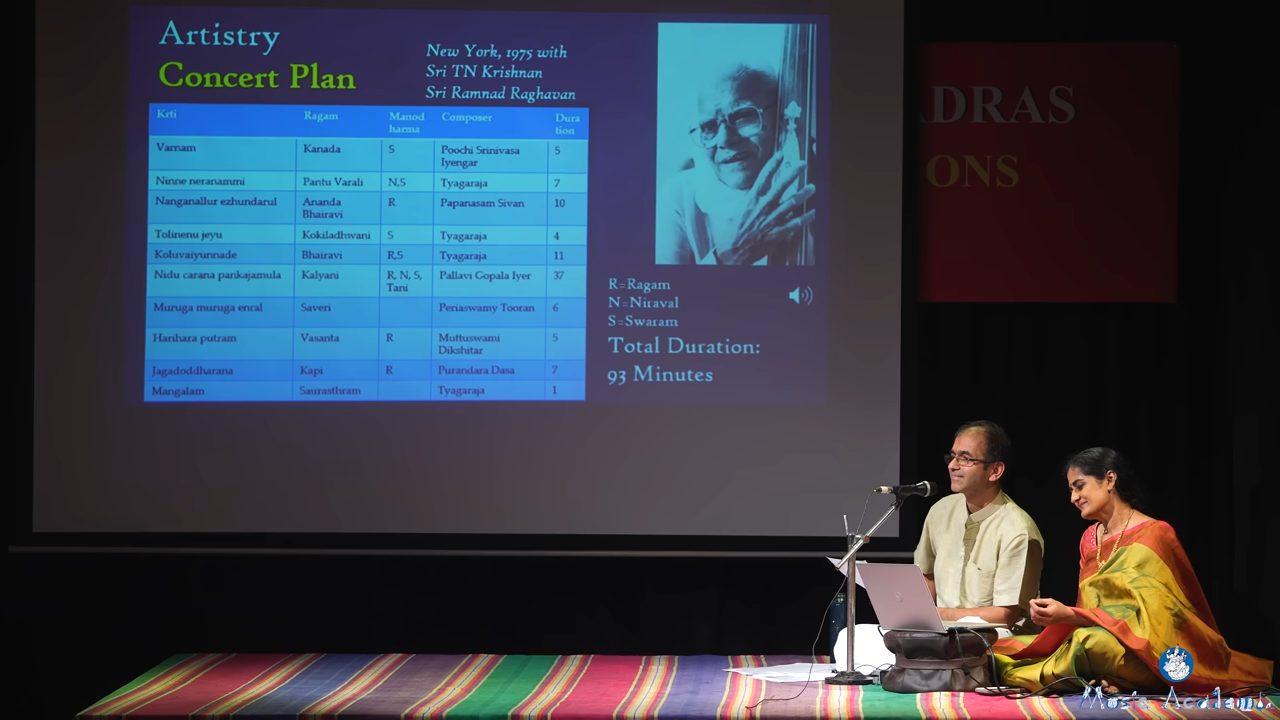 Artistry
Concert Plan
New York, 1975 with
Sri TN Krishnan
Sri Ramnad Raghavan
Krti Ragam Manod harma Composer Dura tion
Varnam Kanada S Poochi Srinivasa Iyengar 5
Ninne neranammi Pantu Varali N,S Tyagaraja 7
Nanganallur ezhundarul Ananda Bhairavi R Papanasam Sivan 10
Tolinenu jeyu Kokiladhwani S Tyagaraja 4
Koluvaiyunnade Bhairavi R,S Tyagaraja 11
Nidu carana pankajamula Kalyani R, N, S, Tani Pallavi Gopala Iyer 37
Muruga muruga enral Saveri Periaswamy Tooran 6
Harihara putram Vasanta R Muttuswami Dikshitar 5
Jagadoddharana Kapi R Purandara Dasa 7
Mangalam Saurasthram Tyagaraja 1
R=Ragam
N=Niraval
S=Swaram
Total Duration:
93 Minutes
DRAS
ONS
Music Academy